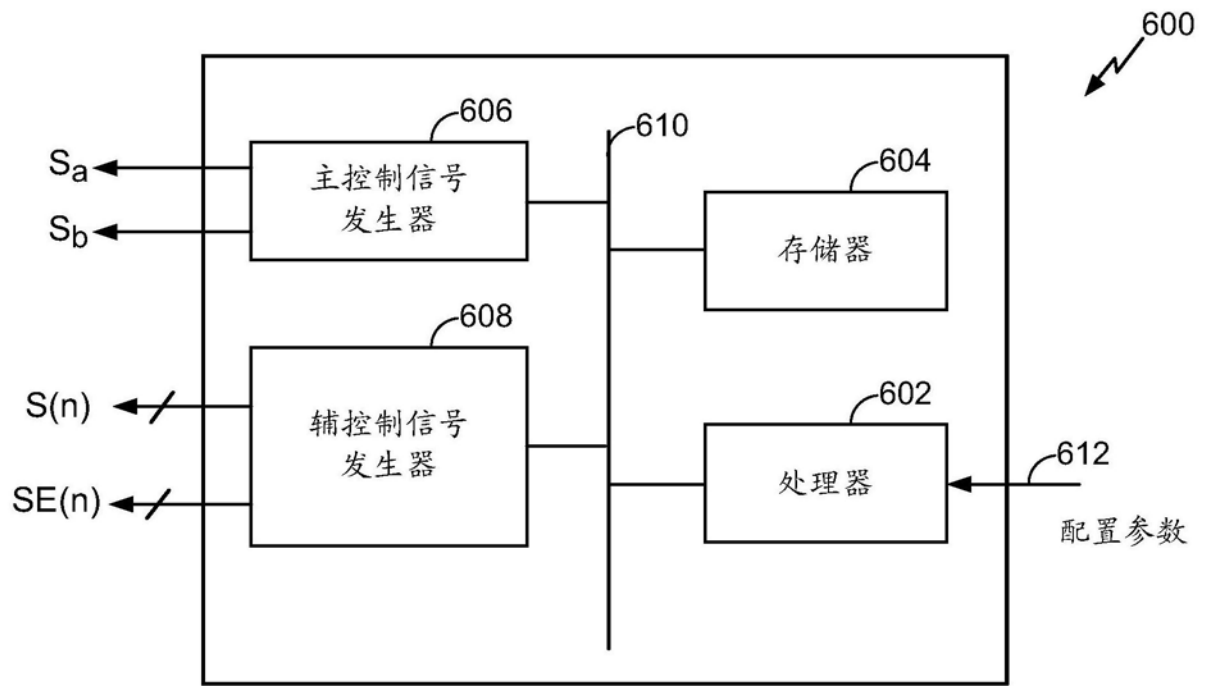 600
606
610
Sa
主控制信号
发生器
604
Sb
存储器
608
S(n)
辅控制信号
发生器
602
SE(n)
处理器
612
配置参数